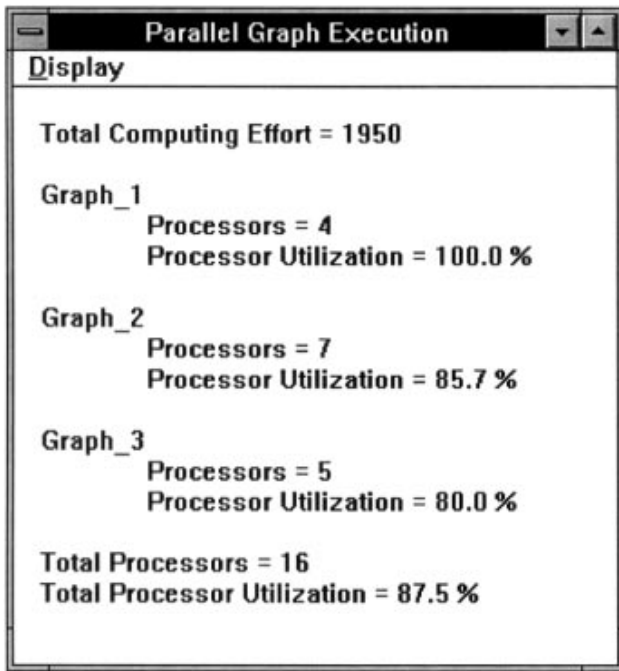 Parallel Graph Execution
Display
Total Computing Effort = 1950
Graph_1
Processors = 4
Processor Utilization = 100.0 %
Graph_2
Processors = 7
Processor Utilization = 85.7 %
Graph_3
Processors = 5
Processor Utilization = 80.0 %
Total Processors = 16
Total Processor Utilization = 87.5 %